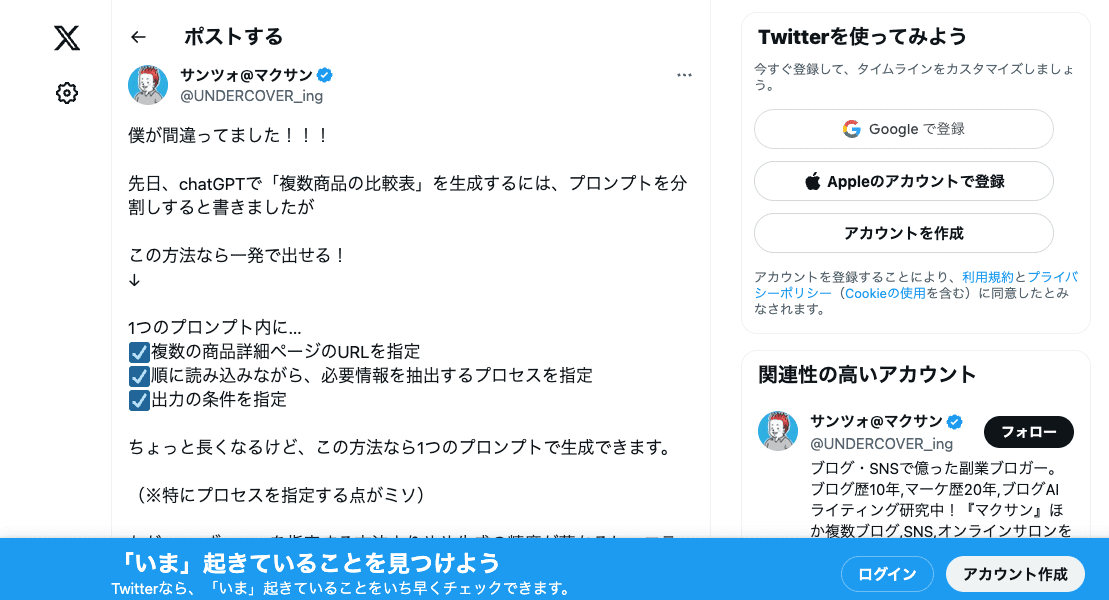 ポストする
サンツォ@マクサン
@UNDERCOVER_ing
僕が間違ってました！！！
先日、chatGPTで「複数商品の比較表」を生成するには、プロンプトを分
割しすると書きましたが
この方法なら一発で出せる！
↓
1つのプロンプト内に...
☑複数の商品詳細ページのURLを指定
☑順に読み込みながら、必要情報を抽出するプロセスを指定
☑出力の条件を指定
ちょっと長くなるけど、この方法なら1つのプロンプトで生成できます。
（※特にプロセスを指定する点がミソ）
Twitterを使ってみよう
今すぐ登録して、タイムラインをカスタマイズしましょ
う。
Google で登録
Appleのアカウントで登録
アカウントを作成
アカウントを登録することにより、利用規約とプライバ
シーポリシー（Cookieの使用を含む）に同意したとみ
なされます。
関連性の高いアカウント
サンツォ@マクサン
@UNDERCOVER_ing
フォロー
ブログ・SNSで億った副業ブロガー。
ブログ歴10年,マーケ歴20年,ブログAI
ライティング研究中！『マクサン』ほ
か複数ブログ,SNS,オンラインサロンを
「いま」起きていることを見つけよう
Twitterなら、「いま」起きていることをいち早くチェックできます。
ログイン
アカウント作成